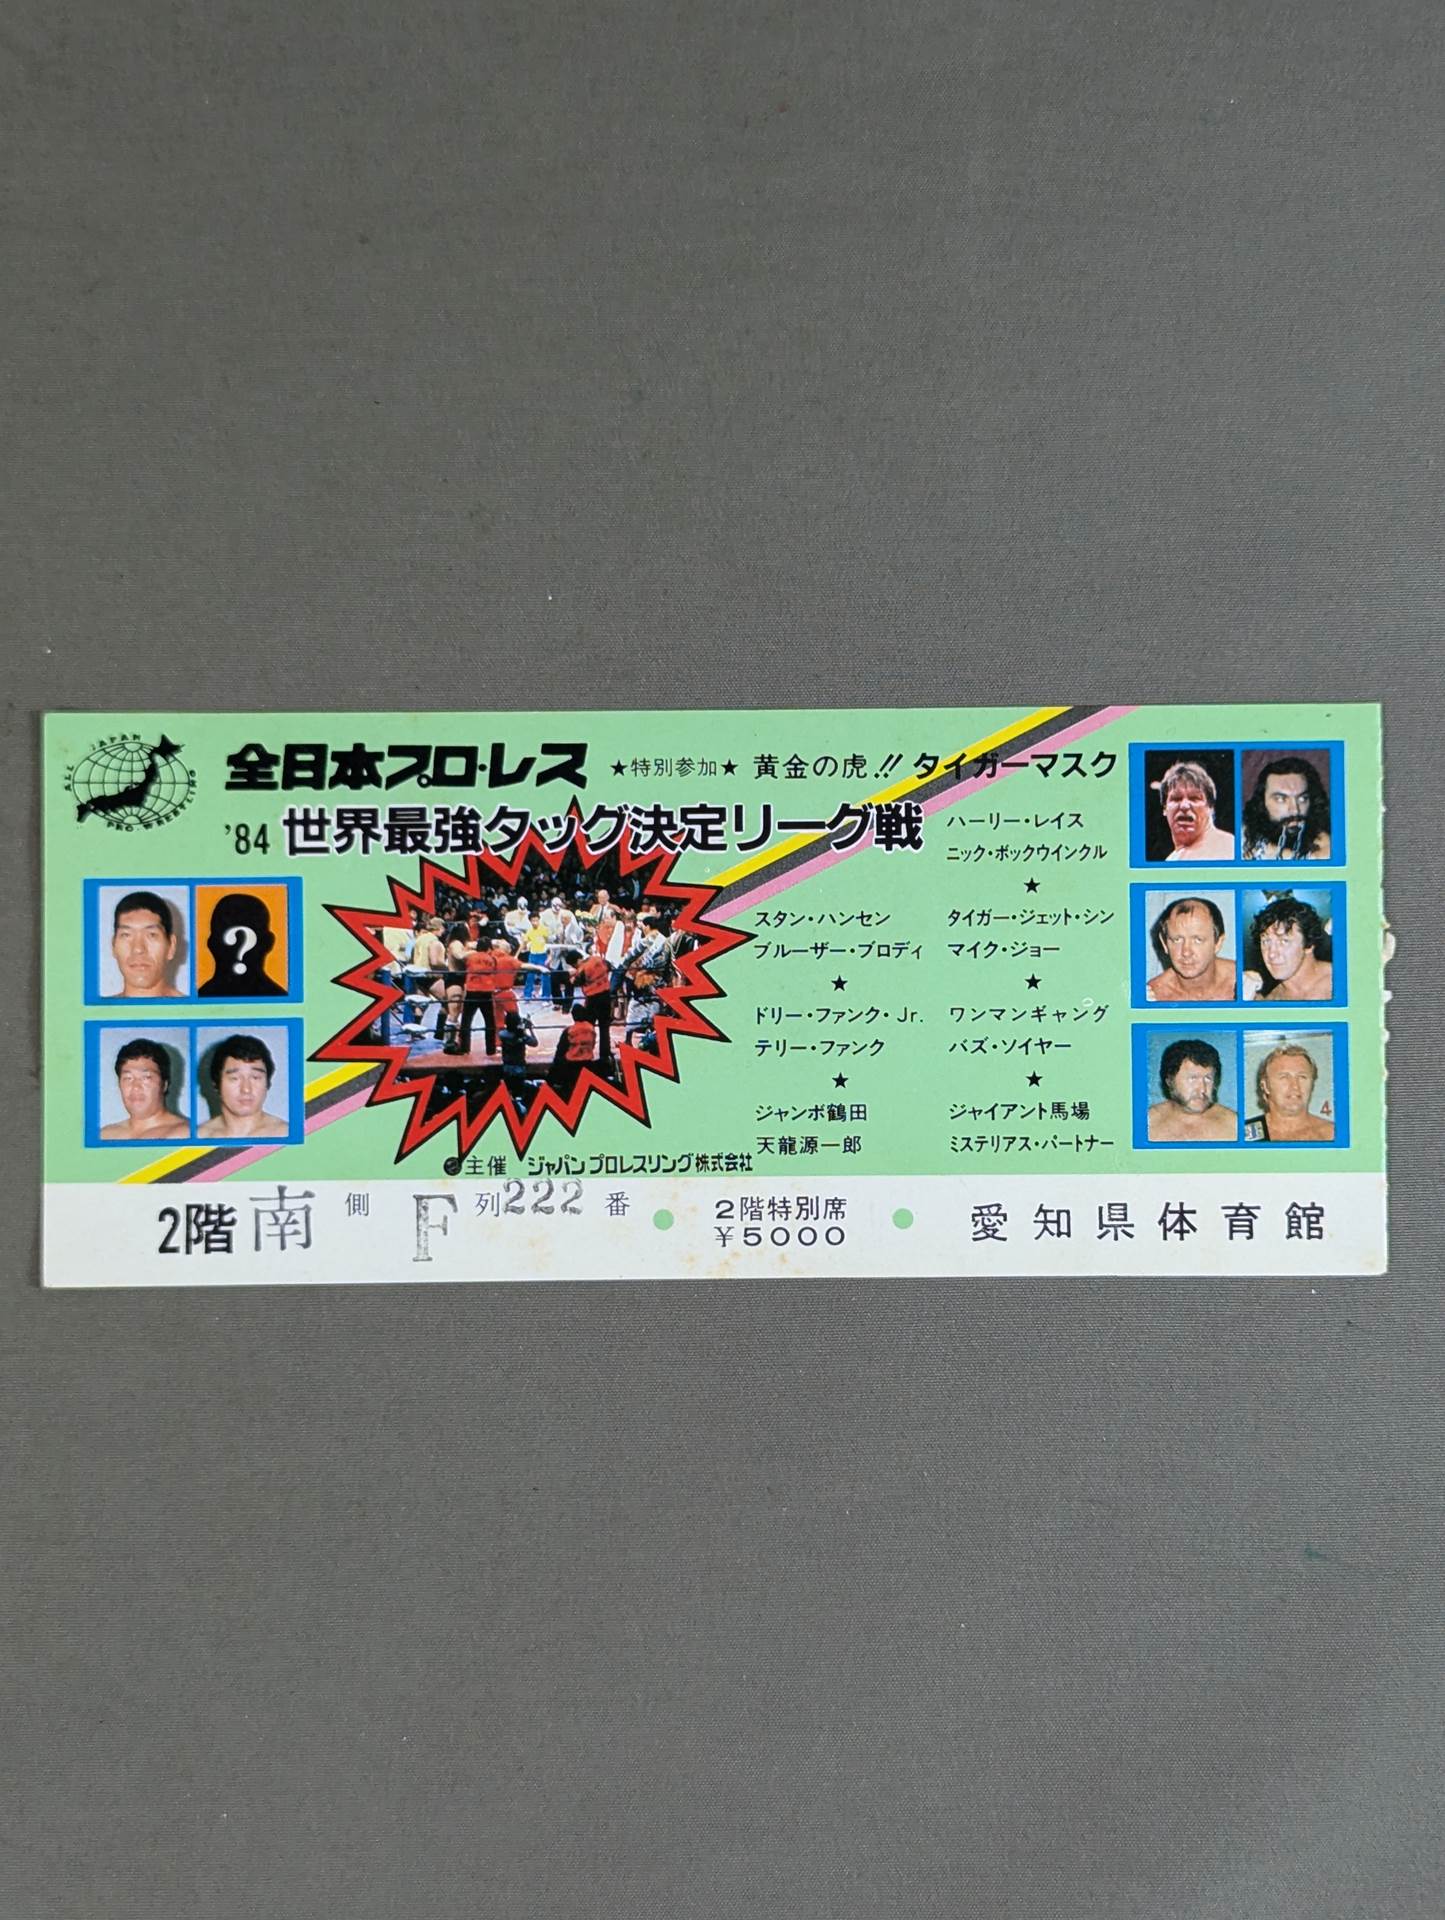 ALL JAPAN PRO. WRESTLING
全日本プロ・レス
★特別参加★ 黄金の虎!! タイガーマスク
'84 世界最強タッグ決定リーグ戦
ハーリー・レイス
ニック・ボックウインクル
★
スタン・ハンセン
ブルーザー・ブロディ
★
ドリー・ファンク・Jr.
テリー・ファンク
★
ジャンボ鶴田
天龍源一郎
タイガー・ジェット・シン
マイク・ジョー
★
ワンマンギャング
バズ・ソイヤー
★
ジャイアント馬場
ミステリアス・パートナー
?
4
●主催 ジャパンプロレスリング株式会社
2階 南 側 F 列 222 番 ● 2階特別席 ● 愛知県体育館
¥5000